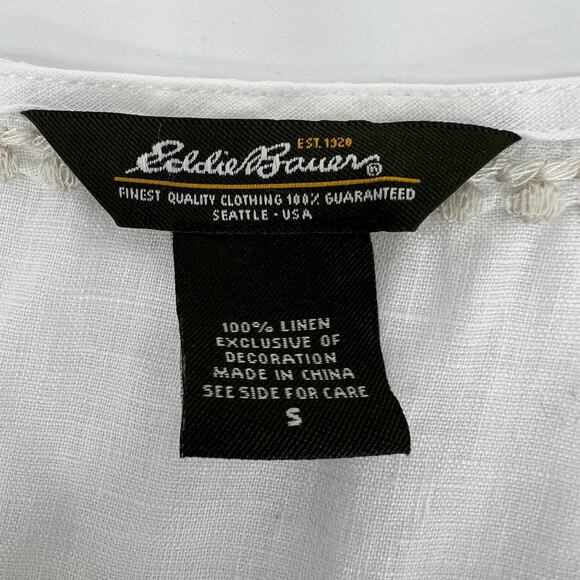 EST. 1920
Eddie Bauer®
FINEST QUALITY CLOTHING 100% GUARANTEED
SEATTLE · USA
100% LINEN
EXCLUSIVE OF
DECORATION
MADE IN CHINA
SEE SIDE FOR CARE
S